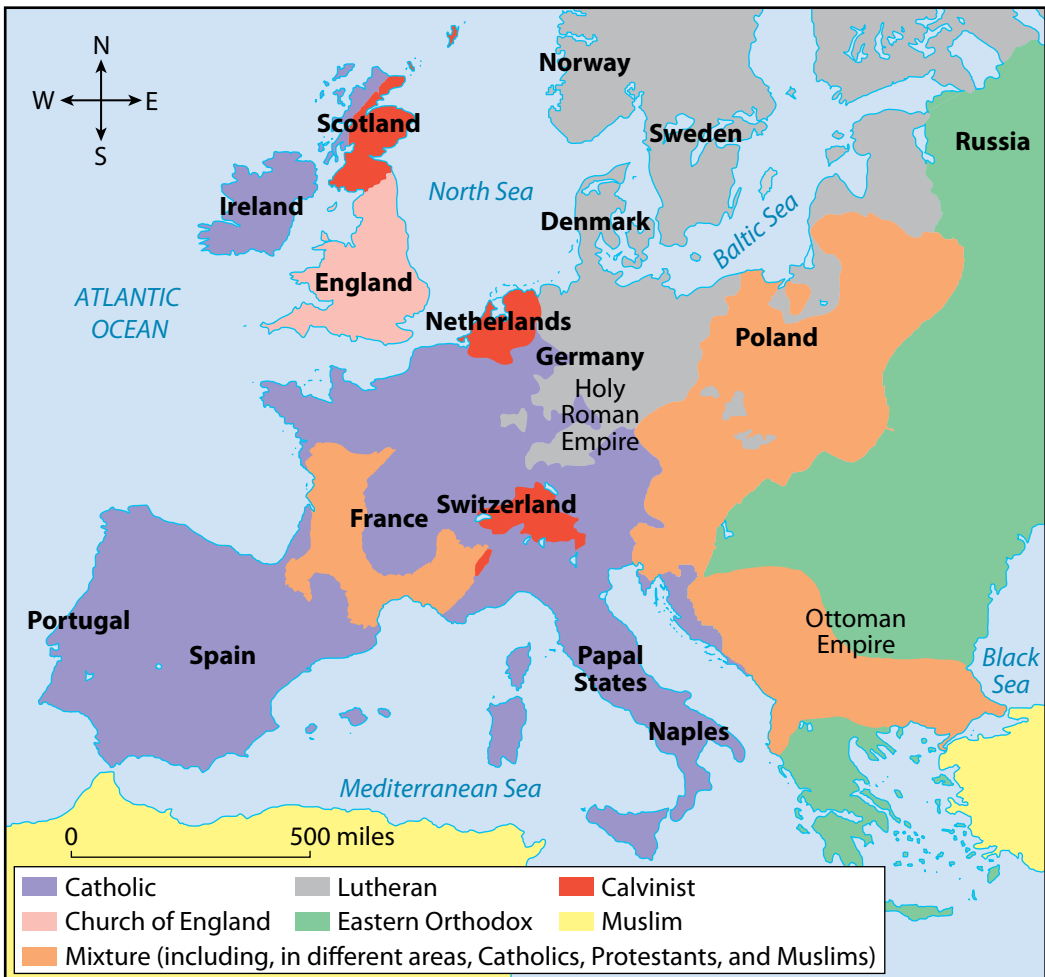 N
W
E
S
Norway
Scotland
Sweden
Russia
North Sea
Ireland
Denmark
Baltic Sea
England
ATLANTIC
OCEAN
Netherlands
Poland
Germany
Holy
Roman
Empire
Switzerland
France
Portugal
Ottoman
Empire
Spain
Papal
States
Black
Sea
Naples
Mediterranean Sea
0 500 miles
Catholic
Lutheran
Calvinist
Church of England
Eastern Orthodox
Muslim
Mixture (including, in different areas, Catholics, Protestants, and Muslims)